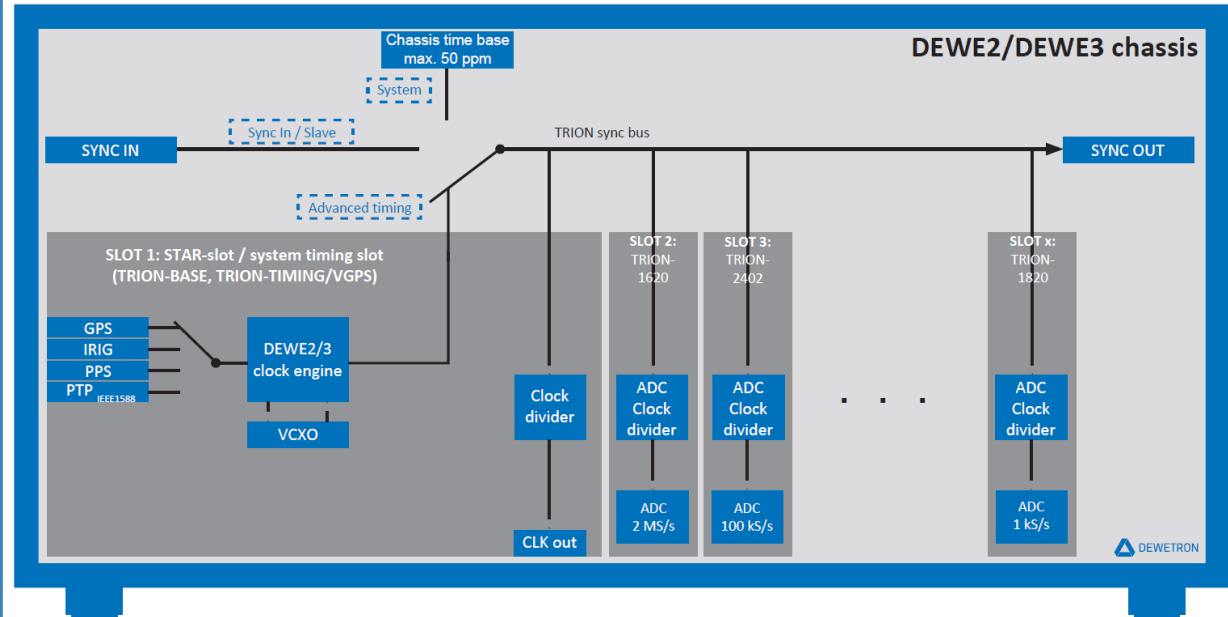 Chassis time base
max. 50 ppm
DEWE2/DEWE3 chassis
System
Sync In / Slave
TRION sync bus
SYNC IN
SYNC OUT
Advanced timing
SLOT 1: STAR-slot / system timing slot
(TRION-BASE, TRION-TIMING/VGPS)
SLOT 2:
TRION-
1620
SLOT 3:
TRION-
2402
SLOT x:
TRION-
1820
GPS
IRIG
PPS
PTP IEEE1588
DEWE2/3
clock engine
VCXO
Clock
divider
ADC
Clock
divider
ADC
Clock
divider
. . .
ADC
Clock
divider
CLK out
ADC
2 MS/s
ADC
100 kS/s
ADC
1 kS/s
DEWETRON